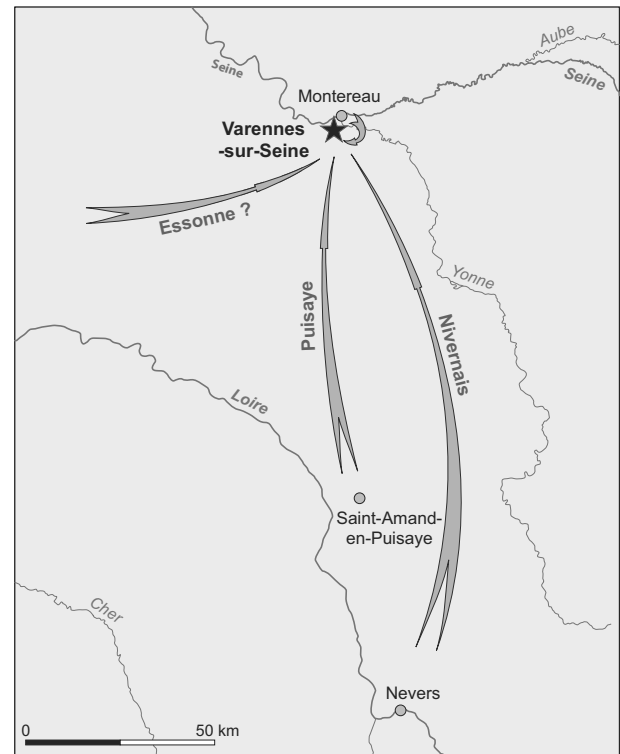 Aube
Seine
Seine
Montereau
Varennes
-sur-Seine
Essonne ?
Yonne
Puisaye
Nivernais
Loire
Saint-Amand-
en-Puisaye
Cher
Nevers
0 50 km